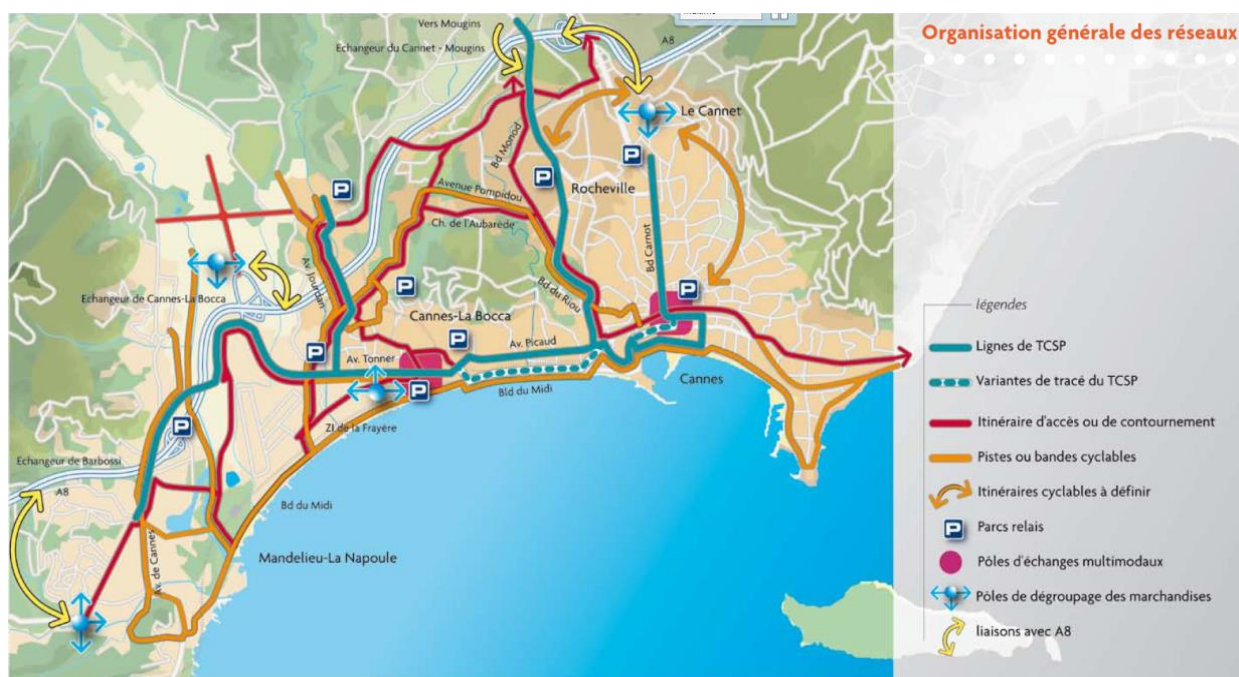 Vers Mougins
Echangeur du Cannet - Mougins
A8
Organisation générale des réseaux
Le Cannet
Bd Monod
Rocheville
Avenue Pompidou
Ch. de l'Aubarède
Bd Carnot
Av. Jourdan
Bd du Riou
Echangeur de Cannes-La Bocca
Cannes-La Bocca
Av. Tonner
Av. Picaud
Bld du Midi
Cannes
ZI de la Frayère
Echangeur de Barbossi
A8
Bd du Midi
Mandelieu-La Napoule
Av. de Cannes
P
P
P
P
P
P
P
P
P
légendes
Lignes de TCSP
Variantes de tracé du TCSP
Itinéraire d'accès ou de contournement
Pistes ou bandes cyclables
Itinéraires cyclables à définir
P
Parcs relais
Pôles d'échanges multimodaux
Pôles de dégroupage des marchandises
liaisons avec A8